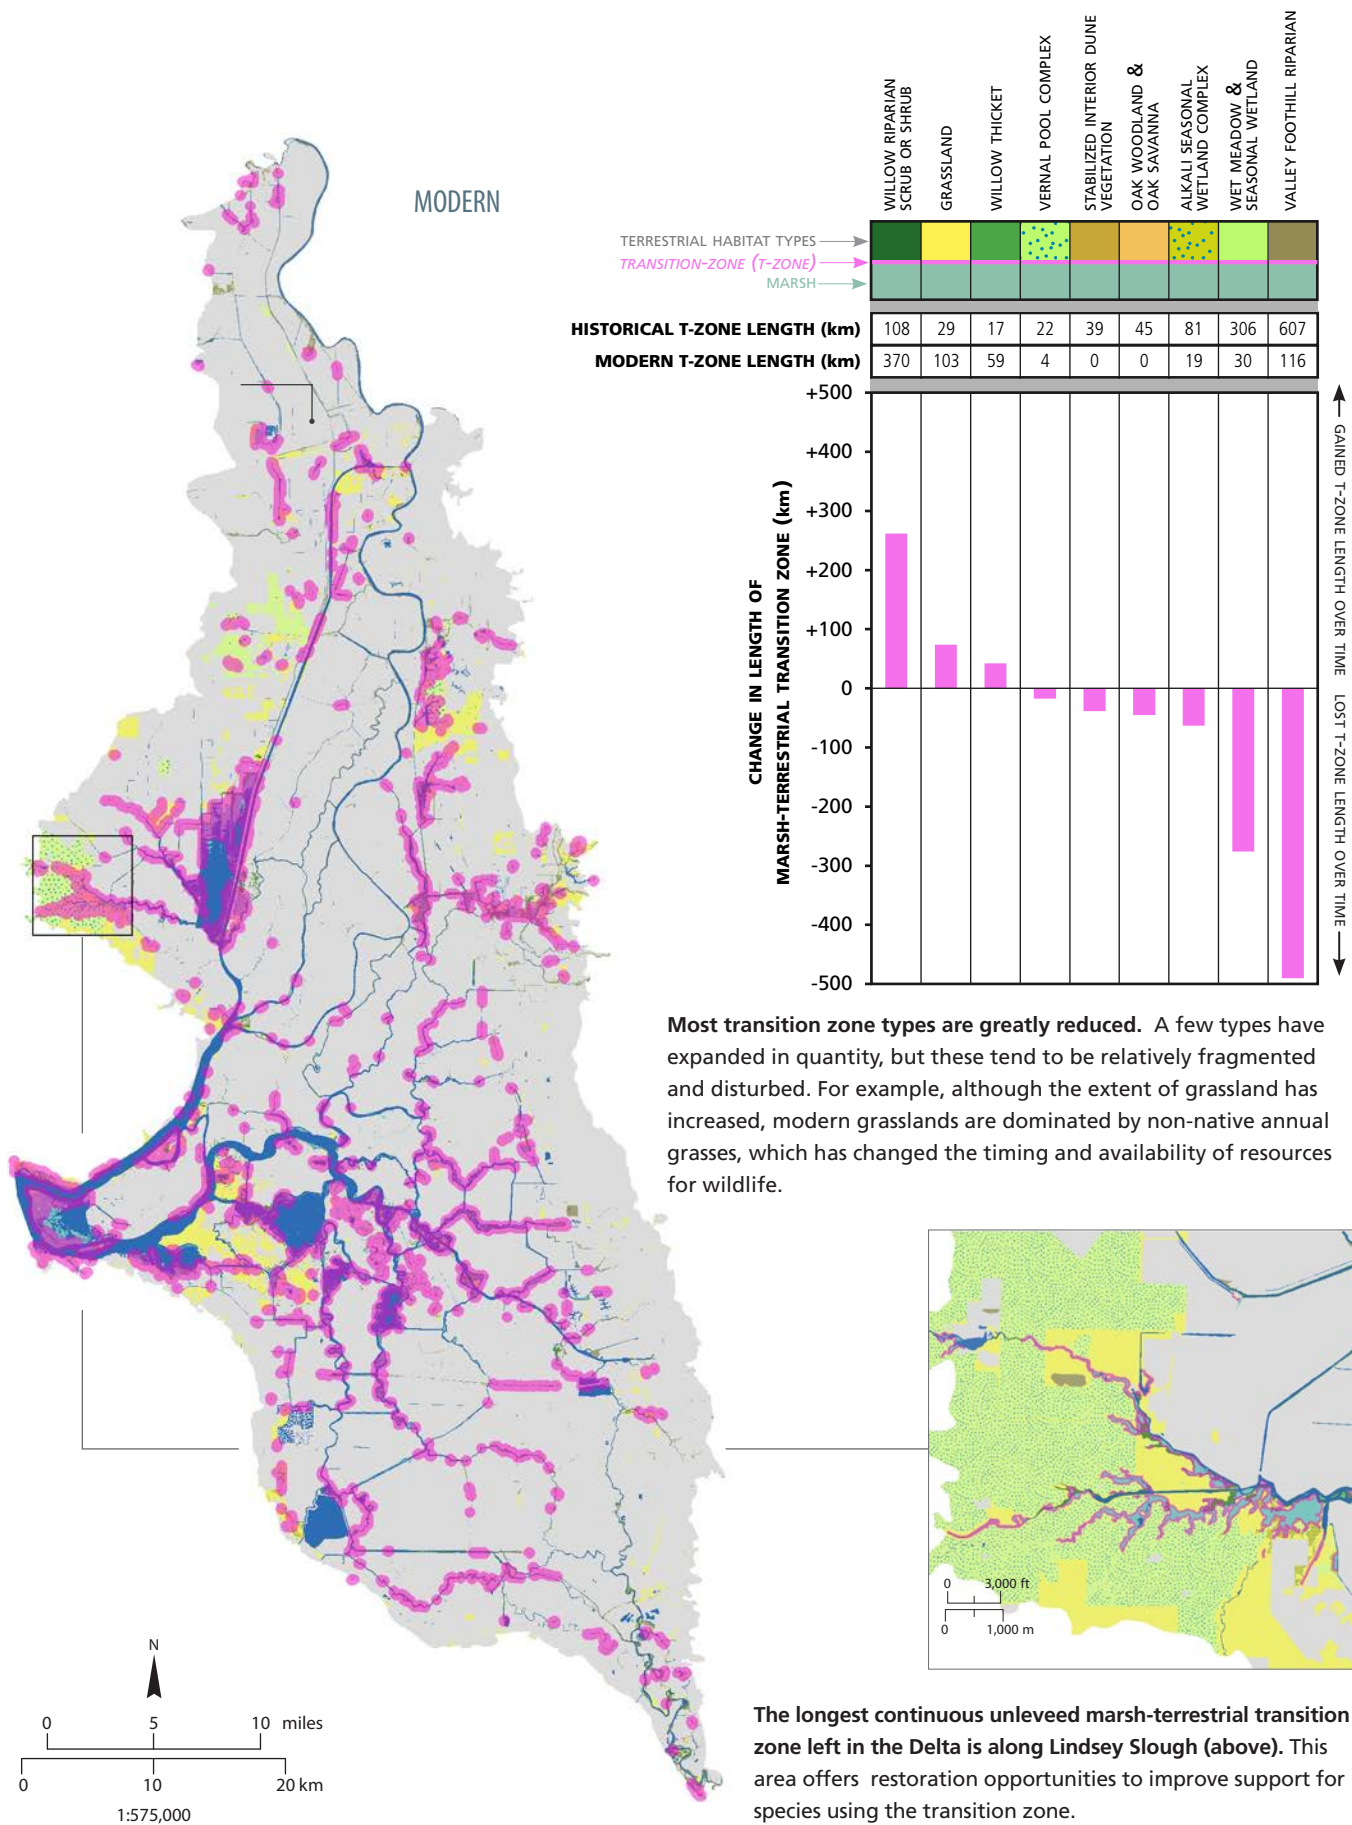 MODERN
WILLOW RIPARIAN
SCRUB OR SHRUB
GRASSLAND
WILLOW THICKET
VERNAL POOL COMPLEX
STABILIZED INTERIOR DUNE
VEGETATION
OAK WOODLAND &
OAK SAVANNA
ALKALI SEASONAL
WETLAND COMPLEX
WET MEADOW &
SEASONAL WETLAND
VALLEY FOOTHILL RIPARIAN
TERRESTRIAL HABITAT TYPES
TRANSITION-ZONE (T-ZONE)
MARSH
HISTORICAL T-ZONE LENGTH (km) 108 29 17 22 39 45 81 306 607
MODERN T-ZONE LENGTH (km) 370 103 59 4 0 0 19 30 116
+500
+400
+300
+200
+100
0
-100
-200
-300
-400
-500
CHANGE IN LENGTH OF
MARSH-TERRESTRIAL TRANSITION ZONE (km)
GAINED T-ZONE LENGTH OVER TIME
LOST T-ZONE LENGTH OVER TIME
Most transition zone types are greatly reduced. A few types have
expanded in quantity, but these tend to be relatively fragmented
and disturbed. For example, although the extent of grassland has
increased, modern grasslands are dominated by non-native annual
grasses, which has changed the timing and availability of resources
for wildlife.
0 3,000 ft
0 1,000 m
N
0 5 10 miles
0 10 20 km
1:575,000
The longest continuous unleveed marsh-terrestrial transition
zone left in the Delta is along Lindsey Slough (above). This
area offers restoration opportunities to improve support for
species using the transition zone.